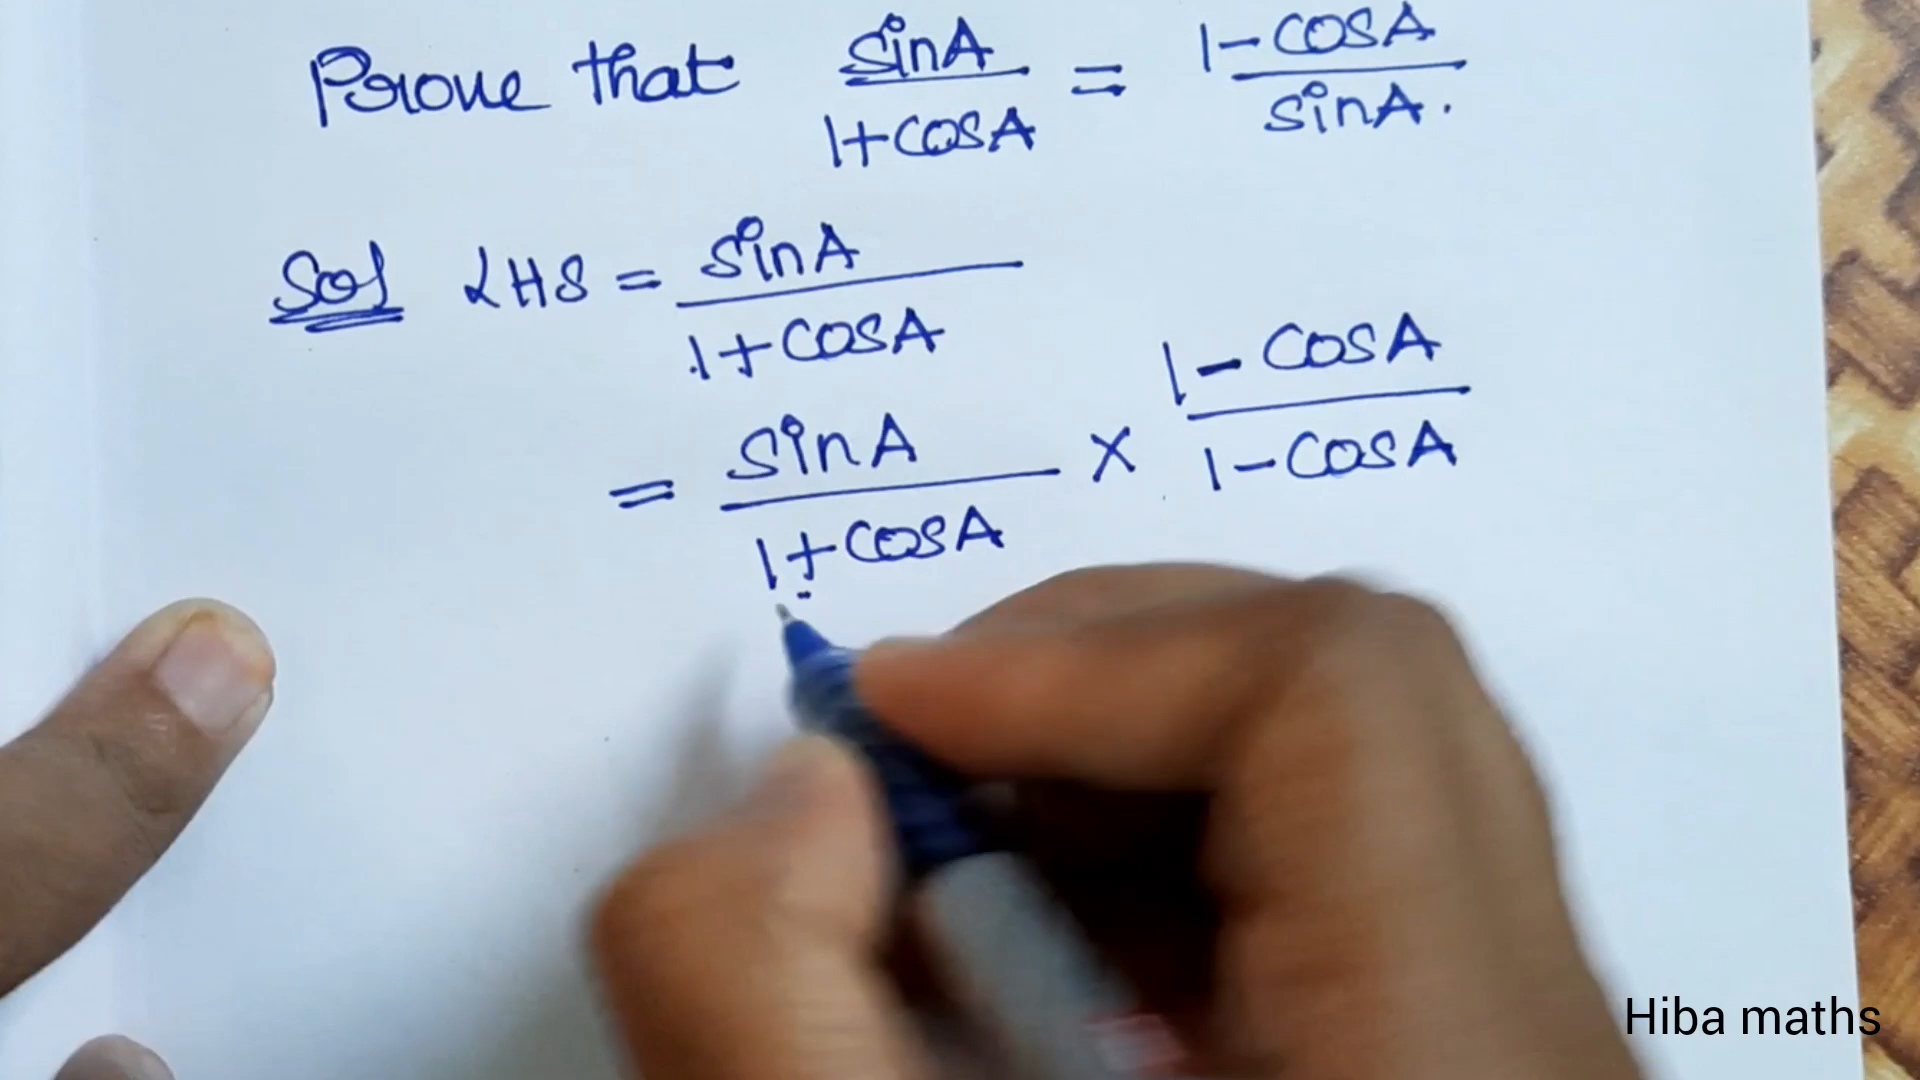 Prove that sinA/1+cosA = 1-cosA/sinA.
Sol LHS = sinA/1+cosA
= sinA/1+cosA × 1-cosA/1-cosA
Hiba maths